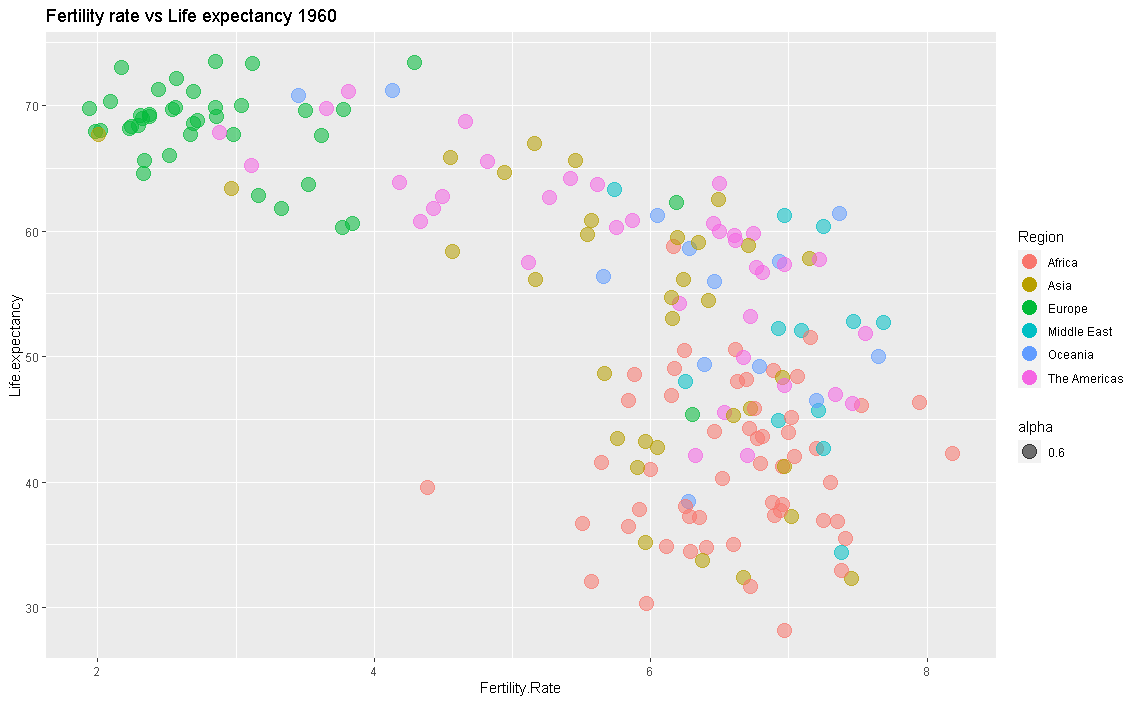 Fertility rate vs Life expectancy 1960
Life.expectancy
70
60
50
40
30
2
4
6
8
Fertility.Rate
Region
Africa
Asia
Europe
Middle East
Oceania
The Americas
alpha
0.6